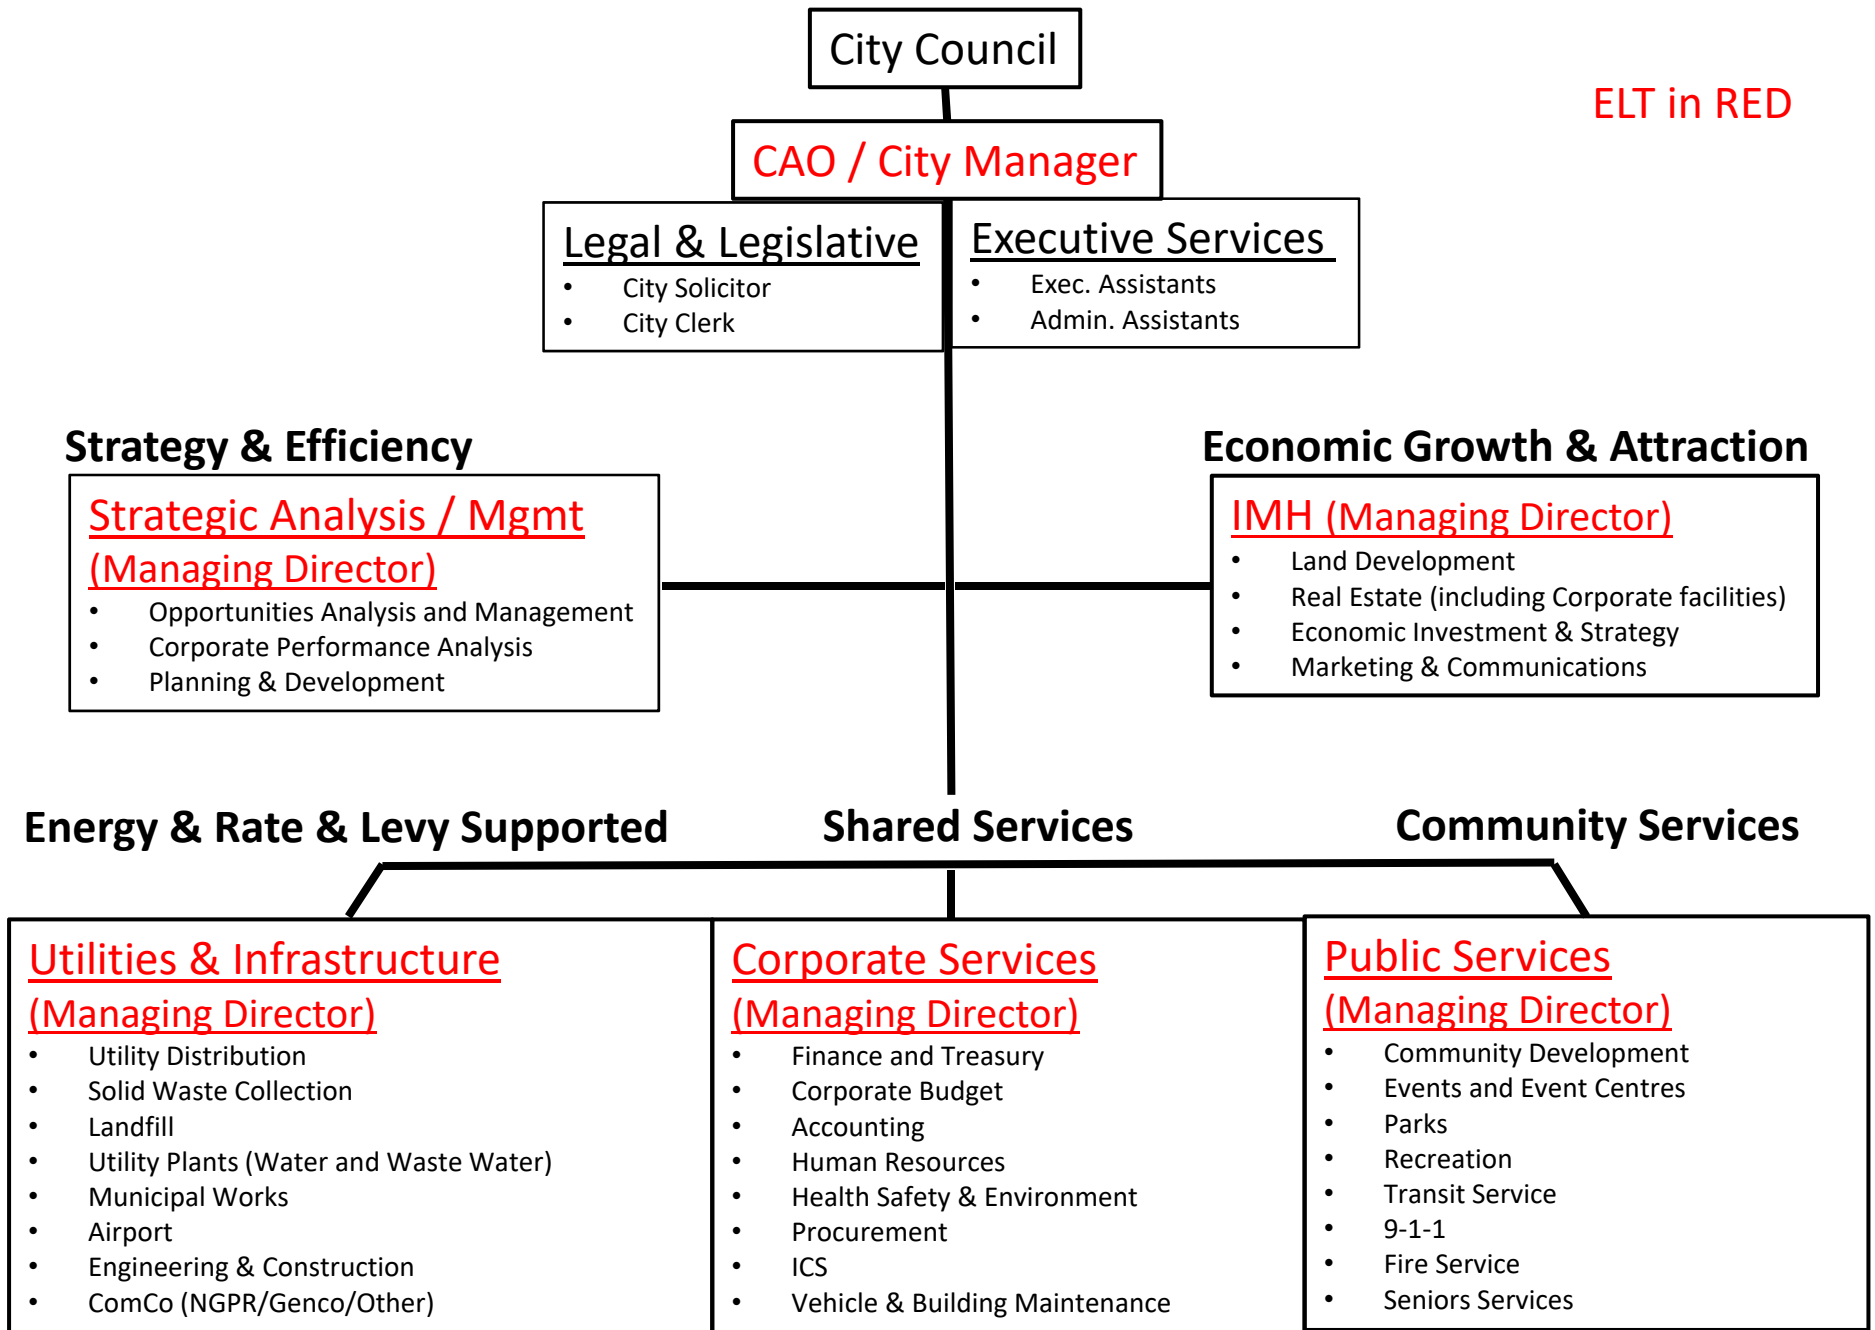 City Council
ELT in RED
CAO / City Manager
Legal & Legislative
• City Solicitor
• City Clerk
Executive Services
• Exec. Assistants
• Admin. Assistants
Strategy & Efficiency
Strategic Analysis / Mgmt
(Managing Director)
• Opportunities Analysis and Management
• Corporate Performance Analysis
• Planning & Development
Economic Growth & Attraction
IMH (Managing Director)
• Land Development
• Real Estate (including Corporate facilities)
• Economic Investment & Strategy
• Marketing & Communications
Energy & Rate & Levy Supported
Utilities & Infrastructure
(Managing Director)
• Utility Distribution
• Solid Waste Collection
• Landfill
• Utility Plants (Water and Waste Water)
• Municipal Works
• Airport
• Engineering & Construction
• ComCo (NGPR/Genco/Other)
Shared Services
Corporate Services
(Managing Director)
• Finance and Treasury
• Corporate Budget
• Accounting
• Human Resources
• Health Safety & Environment
• Procurement
• ICS
• Vehicle & Building Maintenance
Community Services
Public Services
(Managing Director)
• Community Development
• Events and Event Centres
• Parks
• Recreation
• Transit Service
• 9-1-1
• Fire Service
• Seniors Services